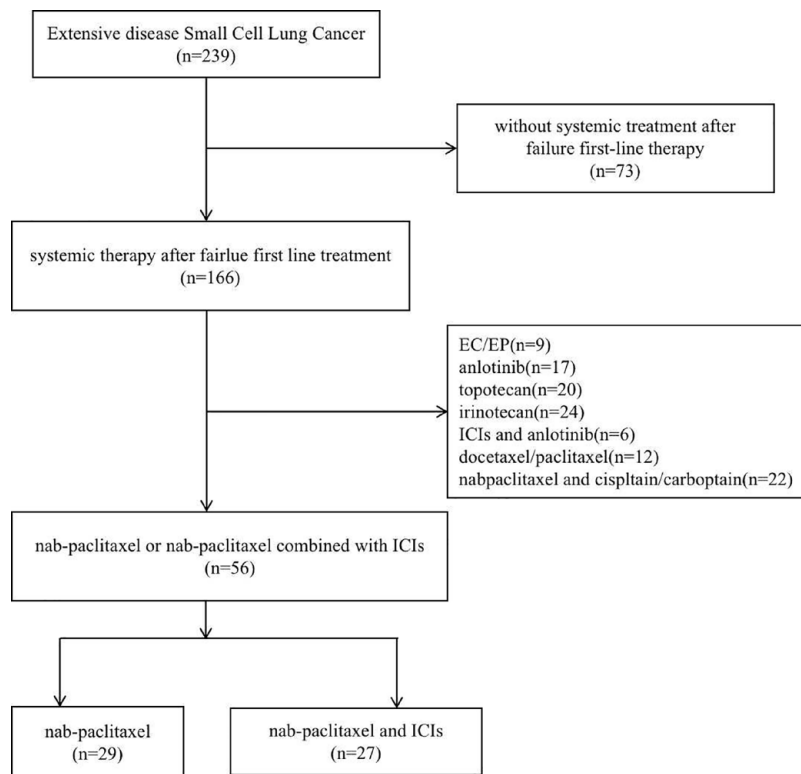 Extensive disease Small Cell Lung Cancer
(n=239)
without systemic treatment after
failure first-line therapy
(n=73)
systemic therapy after fairlue first line treatment
(n=166)
EC/EP(n=9)
anlotinib(n=17)
topotecan(n=20)
irinotecan(n=24)
ICIs and anlotinib(n=6)
docetaxel/paclitaxel(n=12)
nabpaclitaxel and cispltain/carboptain(n=22)
nab-paclitaxel or nab-paclitaxel combined with ICIs
(n=56)
nab-paclitaxel
(n=29)
nab-paclitaxel and ICIs
(n=27)